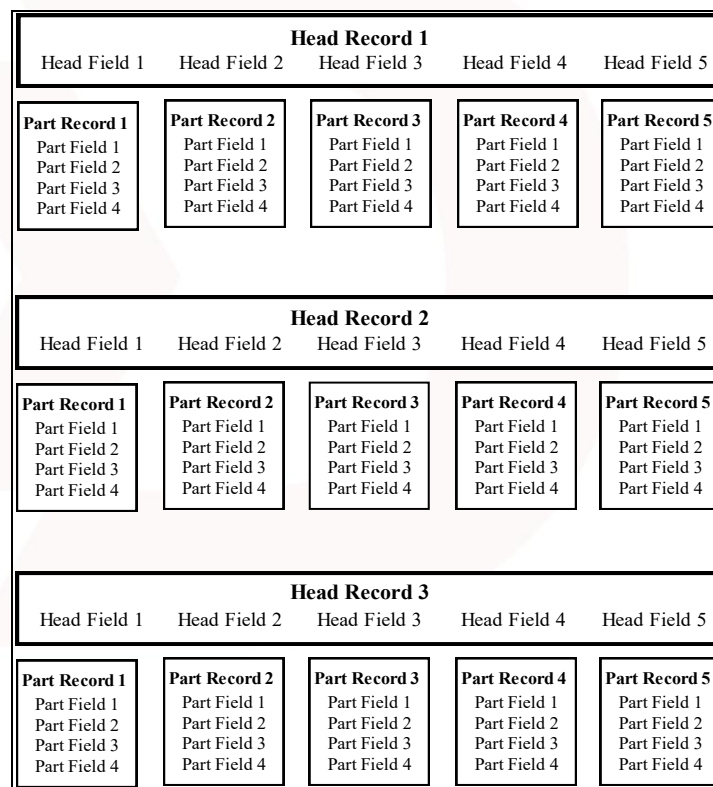 Head Record 1
Head Field 1 Head Field 2 Head Field 3 Head Field 4 Head Field 5
Part Record 1 Part Record 2 Part Record 3 Part Record 4 Part Record 5
Part Field 1 Part Field 1 Part Field 1 Part Field 1 Part Field 1
Part Field 2 Part Field 2 Part Field 2 Part Field 2 Part Field 2
Part Field 3 Part Field 3 Part Field 3 Part Field 3 Part Field 3
Part Field 4 Part Field 4 Part Field 4 Part Field 4 Part Field 4
Head Record 2
Head Field 1 Head Field 2 Head Field 3 Head Field 4 Head Field 5
Part Record 1 Part Record 2 Part Record 3 Part Record 4 Part Record 5
Part Field 1 Part Field 1 Part Field 1 Part Field 1 Part Field 1
Part Field 2 Part Field 2 Part Field 2 Part Field 2 Part Field 2
Part Field 3 Part Field 3 Part Field 3 Part Field 3 Part Field 3
Part Field 4 Part Field 4 Part Field 4 Part Field 4 Part Field 4
Head Record 3
Head Field 1 Head Field 2 Head Field 3 Head Field 4 Head Field 5
Part Record 1 Part Record 2 Part Record 3 Part Record 4 Part Record 5
Part Field 1 Part Field 1 Part Field 1 Part Field 1 Part Field 1
Part Field 2 Part Field 2 Part Field 2 Part Field 2 Part Field 2
Part Field 3 Part Field 3 Part Field 3 Part Field 3 Part Field 3
Part Field 4 Part Field 4 Part Field 4 Part Field 4 Part Field 4